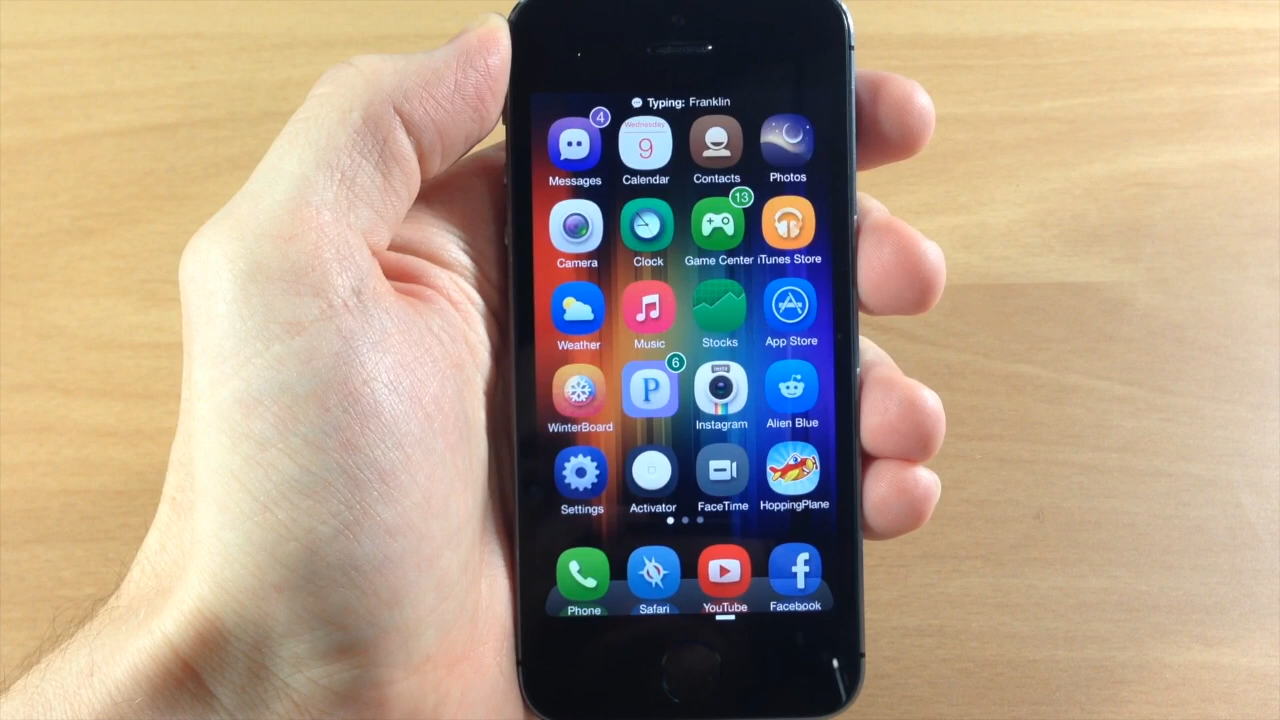 Typing: Franklin
4
Wednesday
9
Messages Calendar Contacts Photos
13
Camera Clock Game Center iTunes Store
Weather Music Stocks App Store
6
P
insta
WinterBoard Instagram Alien Blue
Settings Activator FaceTime HoppingPlane
f
Phone Safari YouTube Facebook